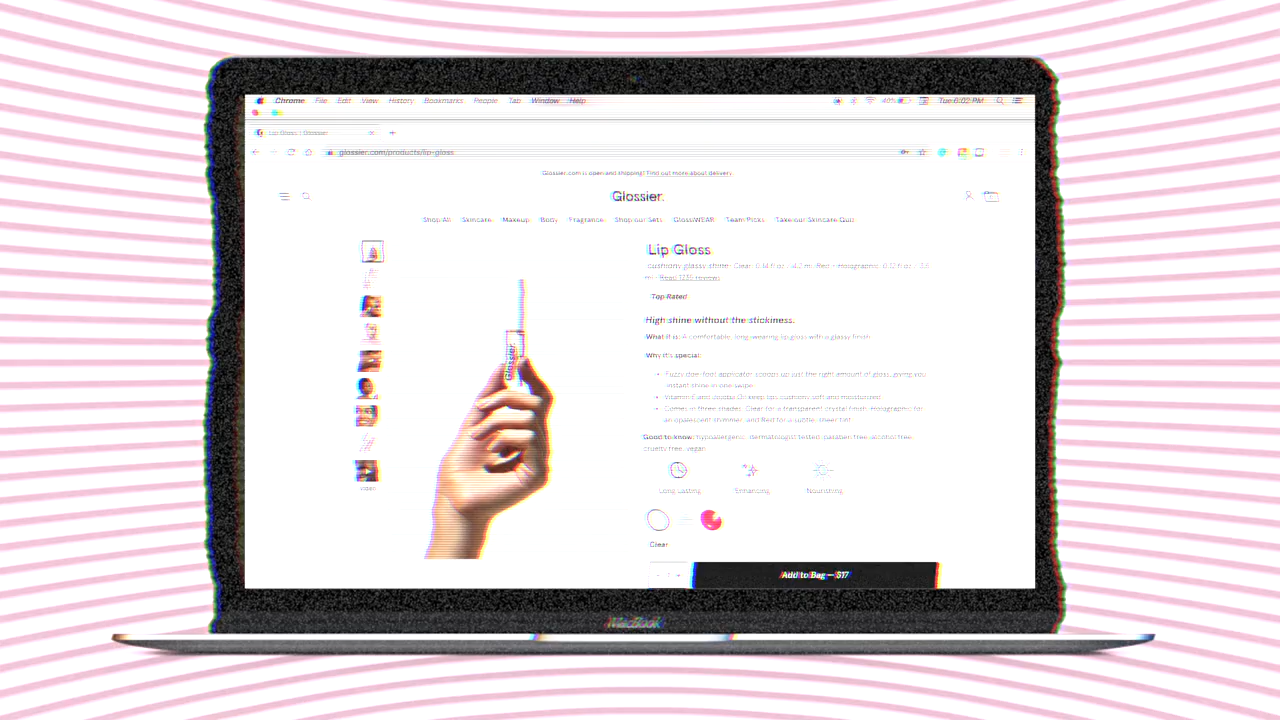 Chrome File Edit View History Bookmarks People Tab Window Help
40% Tue 6:02 PM
Lip Gloss | Glossier
glossier.com/products/lip-gloss
Glossier.com is open and shipping! Find out more about delivery
Glossier.
Shop All Skincare Makeup Body Fragrance Shop our Sets GlossiWEAR Team Picks Take our Skincare Quiz
Lip Gloss
cushiony glassy shine Clear: 0.14 fl oz / 4.2 ml Red + Holographic: 0.12 fl oz /
ml Read reviews
Top Rated
High shine without the stickiness.
What it is: A comfortable, long-wearing lip gloss with a glossy finish
Why it's special:
• Fuzzy doe-foot applicator scoops up just the right amount of gloss, giving you
instant shine in one swipe
• Vitamin E and Jojoba Oil keep lips cushiony soft and moisturized
• Comes in three shades: Clear for a transparent crystal finish, Holographic for
an opalescent shimmer, and Red for a subtle, sheer tint
Good to know: hypoallergenic, dermatologist tested, paraben free, alcohol free,
cruelty free, vegan
Long Lasting Enhancing Nourishing
Clear
Add to Bag — $17
Glossier.
MacBook